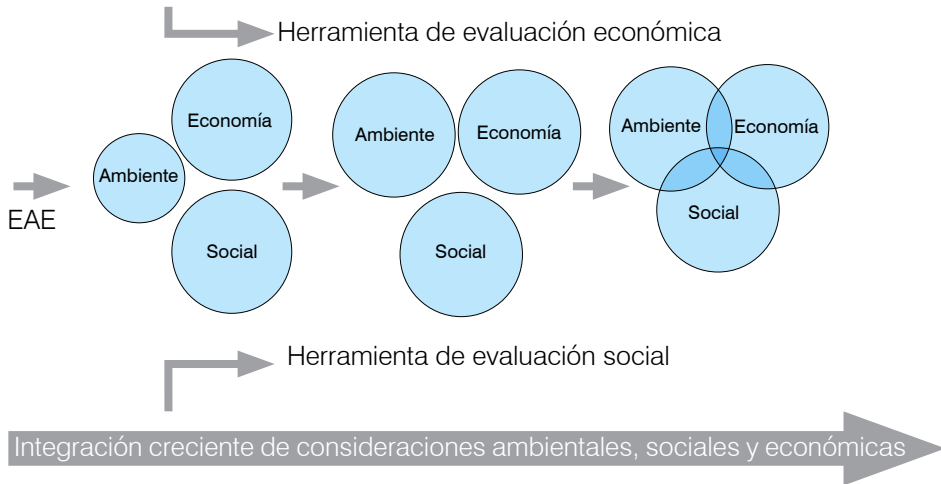 Herramienta de evaluación económica
Economía
Ambiente
Social
EAE
Ambiente
Economía
Social
Ambiente
Economía
Social
Herramienta de evaluación social
Integración creciente de consideraciones ambientales, sociales y económicas